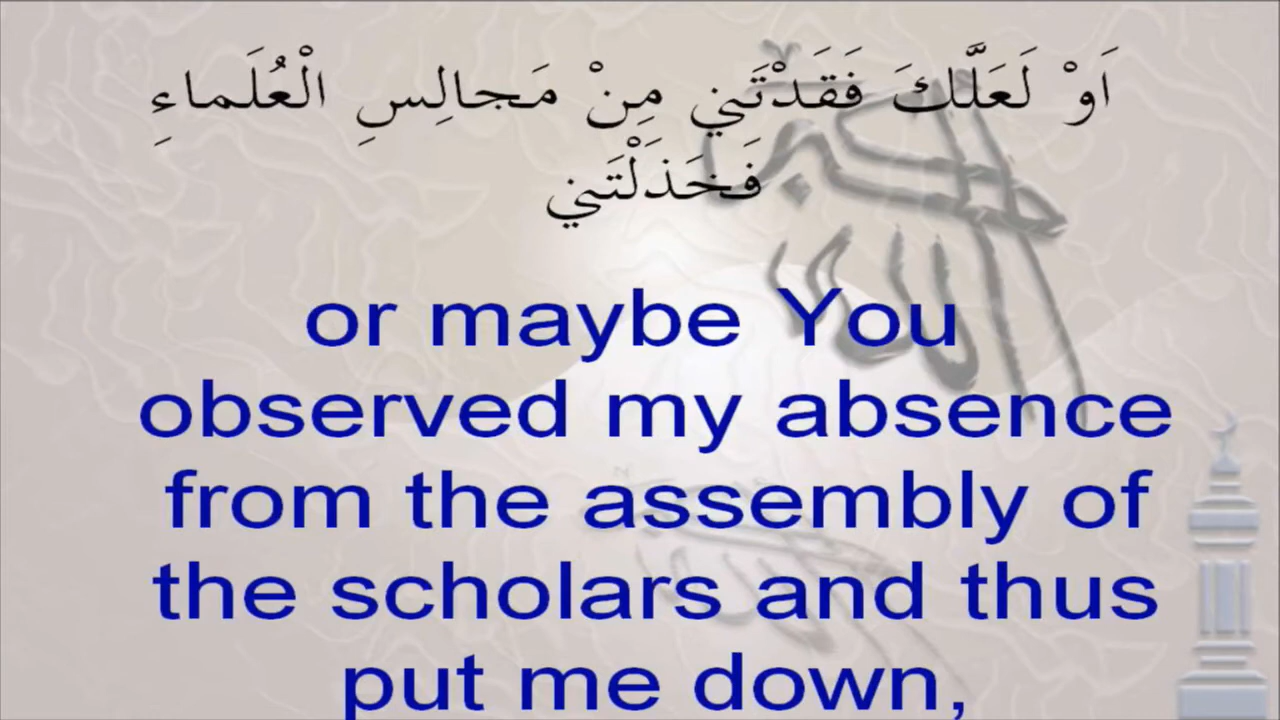 اَوْ لَعَلَّكَ فَقَدْتَني مِنْ مَجالِسِ الْعُلَماءِ
فَخَذَلْتَني
or maybe You
observed my absence
from the assembly of
the scholars and thus
put me down,